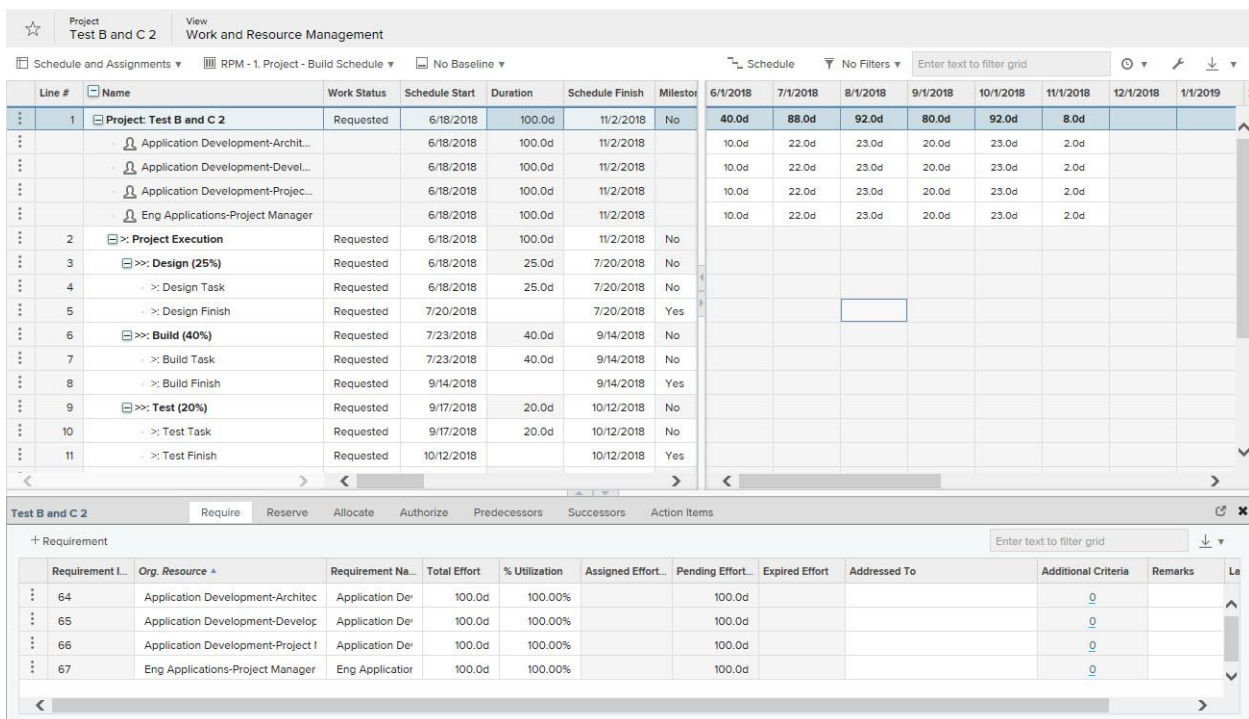 Project View
Test B and C 2 Work and Resource Management
Schedule and Assignments RPM - 1. Project - Build Schedule No Baseline Schedule No Filters Enter text to filter grid
Line # Name Work Status Schedule Start Duration Schedule Finish Mileston 6/1/2018 7/1/2018 8/1/2018 9/1/2018 10/1/2018 11/1/2018 12/1/2018 1/1/2019
1 Project: Test B and C 2 Requested 6/18/2018 100.0d 11/2/2018 No 40.0d 88.0d 92.0d 80.0d 92.0d 8.0d
Application Development-Archit... 6/18/2018 100.0d 11/2/2018 10.0d 22.0d 23.0d 20.0d 23.0d 2.0d
Application Development-Devel... 6/18/2018 100.0d 11/2/2018 10.0d 22.0d 23.0d 20.0d 23.0d 2.0d
Application Development-Projec... 6/18/2018 100.0d 11/2/2018 10.0d 22.0d 23.0d 20.0d 23.0d 2.0d
Eng Applications-Project Manager 6/18/2018 100.0d 11/2/2018 10.0d 22.0d 23.0d 20.0d 23.0d 2.0d
2 >: Project Execution Requested 6/18/2018 100.0d 11/2/2018 No
3 >>: Design (25%) Requested 6/18/2018 25.0d 7/20/2018 No
4 >: Design Task Requested 6/18/2018 25.0d 7/20/2018 No
5 >: Design Finish Requested 7/20/2018 7/20/2018 Yes
6 >>: Build (40%) Requested 7/23/2018 40.0d 9/14/2018 No
7 >: Build Task Requested 7/23/2018 40.0d 9/14/2018 No
8 >: Build Finish Requested 9/14/2018 9/14/2018 Yes
9 >>: Test (20%) Requested 9/17/2018 20.0d 10/12/2018 No
10 >: Test Task Requested 9/17/2018 20.0d 10/12/2018 No
11 >: Test Finish Requested 10/12/2018 10/12/2018 Yes
Test B and C 2 Require Reserve Allocate Authorize Predecessors Successors Action Items
+ Requirement Enter text to filter grid
Requirement I... Org. Resource Requirement Na... Total Effort % Utilization Assigned Effort... Pending Effort... Expired Effort Addressed To Additional Criteria Remarks La
64 Application Development-Architec Application De 100.0d 100.00% 100.0d 0
65 Application Development-Develop Application De 100.0d 100.00% 100.0d 0
66 Application Development-Project Application De 100.0d 100.00% 100.0d 0
67 Eng Applications-Project Manager Eng Application 100.0d 100.00% 100.0d 0